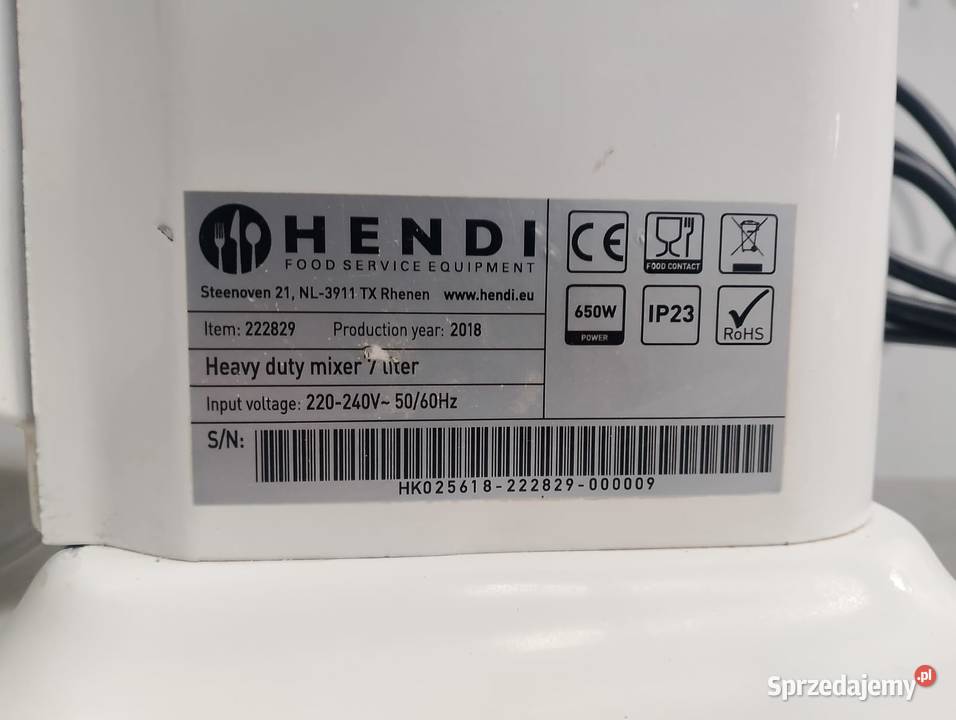 HENDI
FOOD SERVICE EQUIPMENT
Steenoven 21, NL-3911 TX Rhenen www.hendi.eu
Item: 222829 Production year: 2018
Heavy duty mixer 7 liter
Input voltage: 220-240V~ 50/60Hz
S/N:
HK025618-222829-000009
CE
FOOD CONTACT
650W
POWER
IP23
RoHS
Sprzedajemy.pl